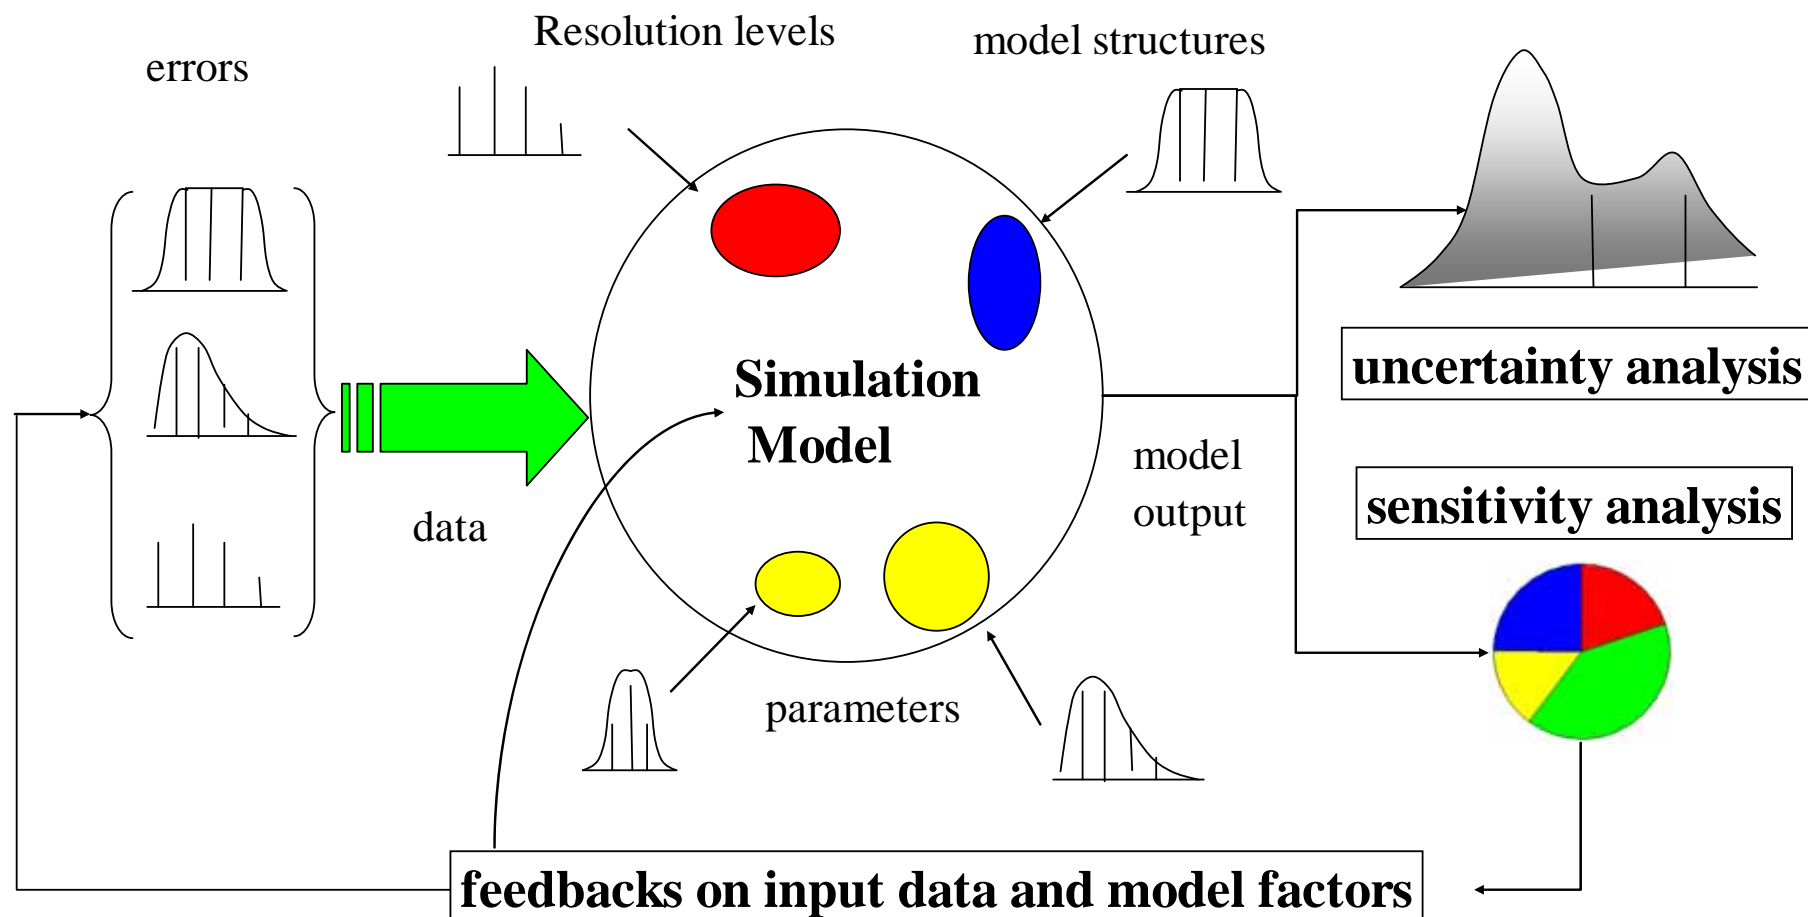 Resolution levels
model structures
errors
uncertainty analysis
Simulation
Model
model
output
sensitivity analysis
data
parameters
feedbacks on input data and model factors